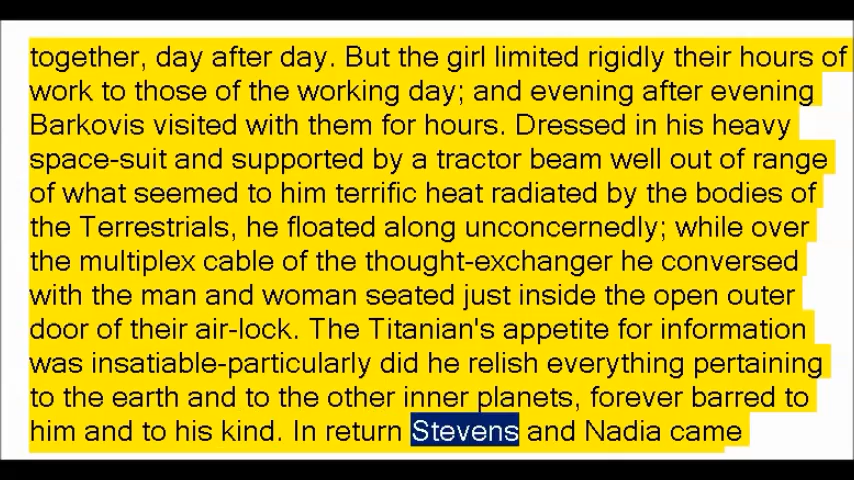 together, day after day. But the girl limited rigidly their hours of
work to those of the working day; and evening after evening
Barkovis visited with them for hours. Dressed in his heavy
space-suit and supported by a tractor beam well out of range
of what seemed to him terrific heat radiated by the bodies of
the Terrestrials, he floated along unconcernedly; while over
the multiplex cable of the thought-exchanger he conversed
with the man and woman seated just inside the open outer
door of their air-lock. The Titanian's appetite for information
was insatiable-particularly did he relish everything pertaining
to the earth and to the other inner planets, forever barred to
him and to his kind. In return Stevens and Nadia came